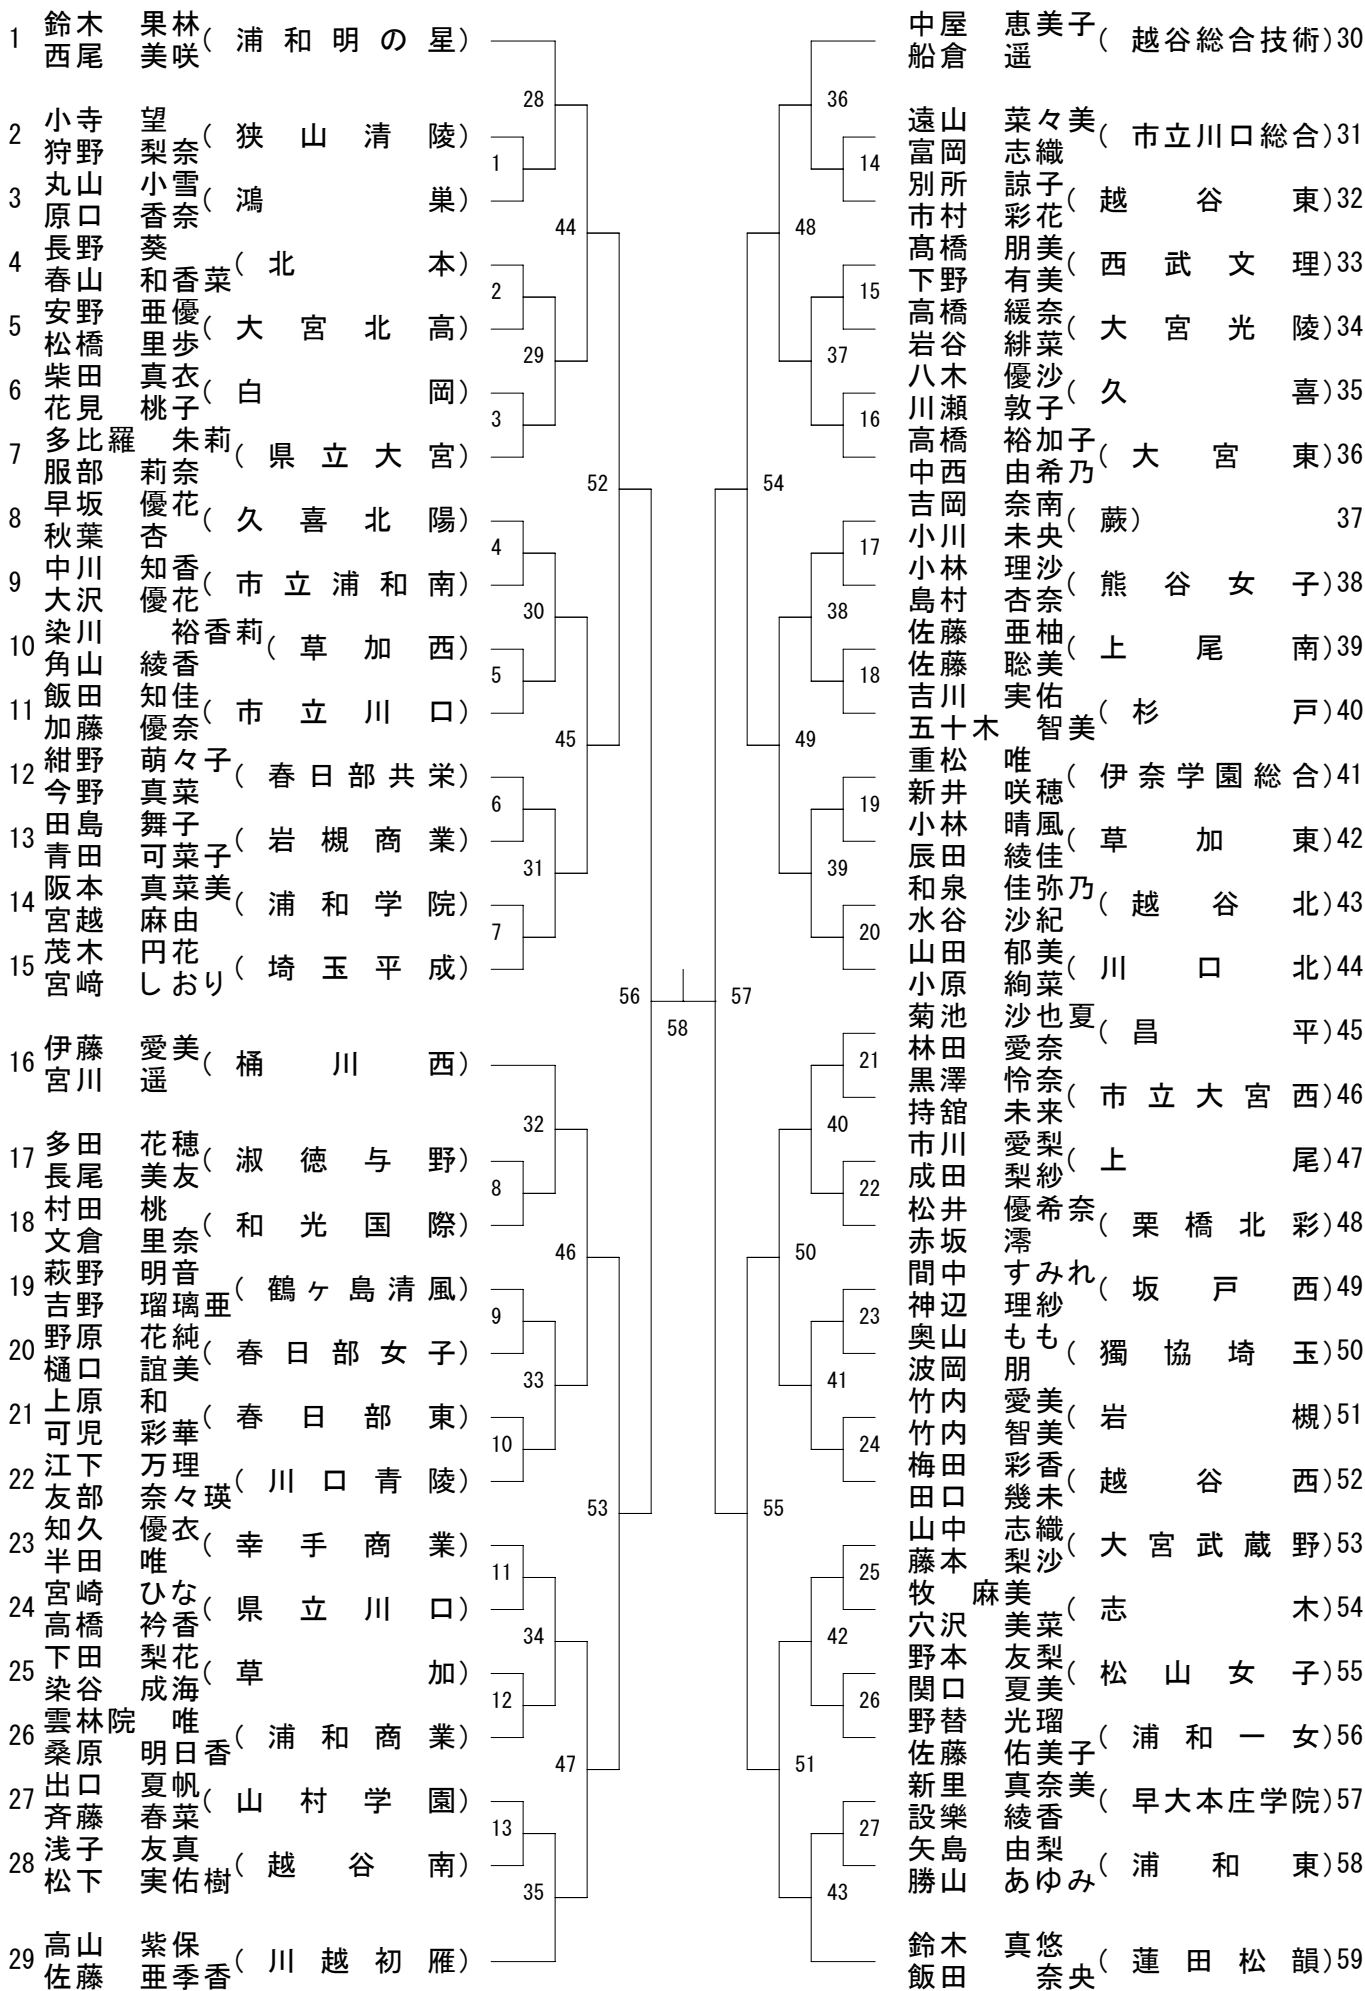 1 鈴木 果林 西尾 美咲 (浦和明の星)
2 小寺 望 狩野 梨奈 (狭山清陵)
3 丸山 小雪 原口 香奈 (鴻巣)
4 長野 葵 春山 和香菜 (北本)
5 安野 亜優 松橋 里歩 (大宮北高)
6 柴田 真衣 花見 桃子 (白岡)
7 多比羅 朱莉 服部 莉奈 (県立大宮)
8 早坂 優花 秋葉 杏 (久喜北陽)
9 中川 知香 大沢 優花 (市立浦和南)
10 染川 裕香莉 角山 綾香 (草加西)
11 飯田 知佳 加藤 優奈 (市立川口)
12 紺野 萌々子 今野 真菜 (春日部共栄)
13 田島 舞子 青田 可菜子 (岩槻商業)
14 阪本 真菜美 宮越 麻由 (浦和学院)
15 茂木 円花 宮﨑 しおり (埼玉平成)
16 伊藤 愛美 宮川 遥 (桶川西)
17 多田 花穂 長尾 美友 (淑徳与野)
18 村田 桃 文倉 里奈 (和光国際)
19 萩野 明音 吉野 瑠璃亜 (鶴ヶ島清風)
20 野原 花純 樋口 誼美 (春日部女子)
21 上原 和 可児 彩華 (春日部東)
22 江下 万理 友部 奈々瑛 (川口青陵)
23 知久 優衣 半田 唯 (幸手商業)
24 宮崎 ひな 高橋 衿香 (県立川口)
25 下田 梨花 染谷 成海 (草加)
26 雲林院 唯 桑原 明日香 (浦和商業)
27 出口 夏帆 斉藤 春菜 (山村学園)
28 浅子 友真 松下 実佑樹 (越谷南)
29 高山 紫保 佐藤 亜季香 (川越初雁)
28
1
44
2
29
3
52
4
30
5
45
6
31
7
56
32
8
46
9
33
10
53
11
34
12
47
13
35
58
57
36
14
48
15
37
16
54
17
38
18
49
19
39
20
21
40
22
50
23
41
24
55
25
42
26
51
27
43
中屋 恵美子 船倉 遥 (越谷総合技術) 30
遠山 菜々美 富岡 志織 (市立川口総合) 31
別所 諒子 市村 彩花 (越谷東) 32
髙橋 朋美 下野 有美 (西武文理) 33
高橋 緩奈 岩谷 緋菜 (大宮光陵) 34
八木 優沙 川瀬 敦子 (久喜) 35
高橋 裕加子 中西 由希乃 (大宮東) 36
吉岡 奈南 小川 未央 (蕨) 37
小林 理沙 島村 杏奈 (熊谷女子) 38
佐藤 亜柚 佐藤 聡美 (上尾南) 39
吉川 実佑 五十木 智美 (杉戸) 40
重松 唯 新井 咲穂 (伊奈学園総合) 41
小林 晴風 辰田 綾佳 (草加東) 42
和泉 佳弥乃 水谷 沙紀 (越谷北) 43
山田 郁美 小原 絢菜 (川口北) 44
菊池 沙也夏 林田 愛奈 (昌平) 45
黒澤 怜奈 持舘 未来 (市立大宮西) 46
市川 愛梨 成田 梨紗 (上尾) 47
松井 優希奈 赤坂 澪 (栗橋北彩) 48
間中 すみれ 神辺 理紗 (坂戸西) 49
奥山 もも 波岡 朋 (獨協埼玉) 50
竹内 愛美 竹内 智美 (岩槻) 51
梅田 彩香 田口 幾未 (越谷西) 52
山中 志織 藤本 梨沙 (大宮武蔵野) 53
牧 麻美 穴沢 美菜 (志木) 54
野本 友梨 関口 夏美 (松山女子) 55
野替 光瑠 佐藤 佑美子 (浦和一女) 56
新里 真奈美 設樂 綾香 (早大本庄学院) 57
矢島 由梨 勝山 あゆみ (浦和東) 58
鈴木 真悠 飯田 奈央 (蓮田松韻) 59